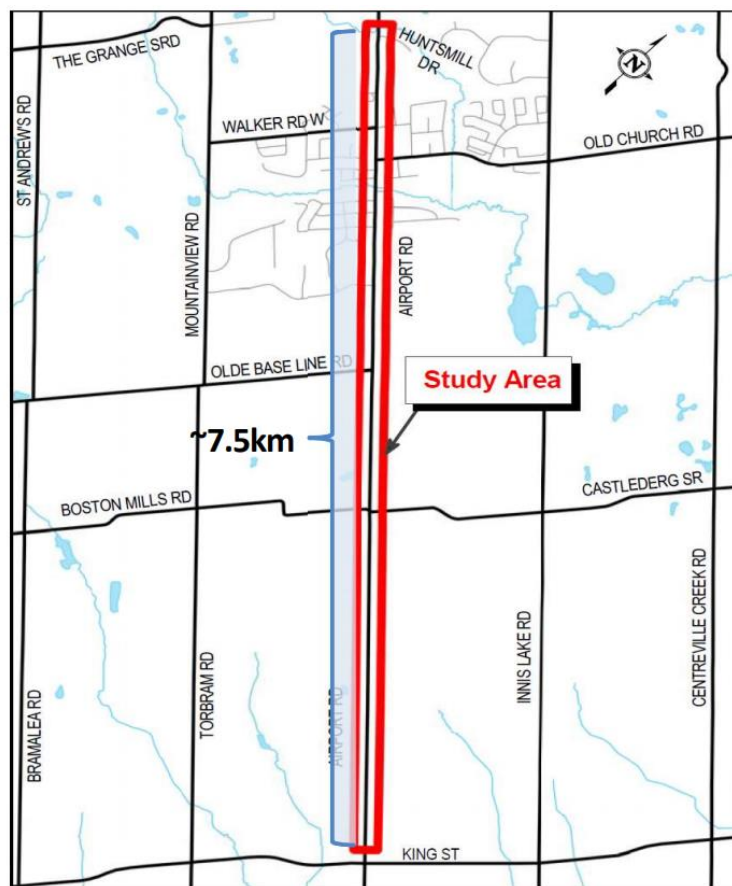 THE GRANGE SRD
HUNTSMILL
DR
N
WALKER RD W
OLD CHURCH RD
ST ANDREW'S RD
MOUNTAINVIEW RD
AIRPORT RD
OLDE BASE LINE RD
Study Area
~7.5km
BOSTON MILLS RD
CASTLEDERG SR
BRAMALEA RD
TORBRAM RD
AIRPORT RD
INNIS LAKE RD
CENTREVILLE CREEK RD
KING ST